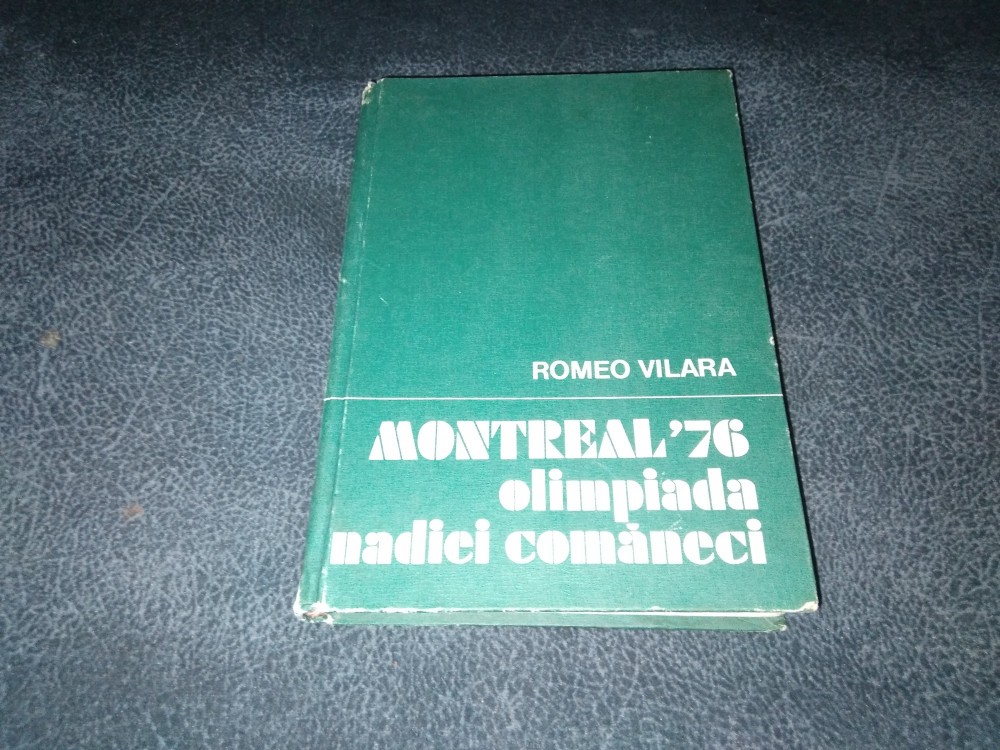 ROMEO VILARA
MONTREAL '76
olimpiada
nadiei comăneci